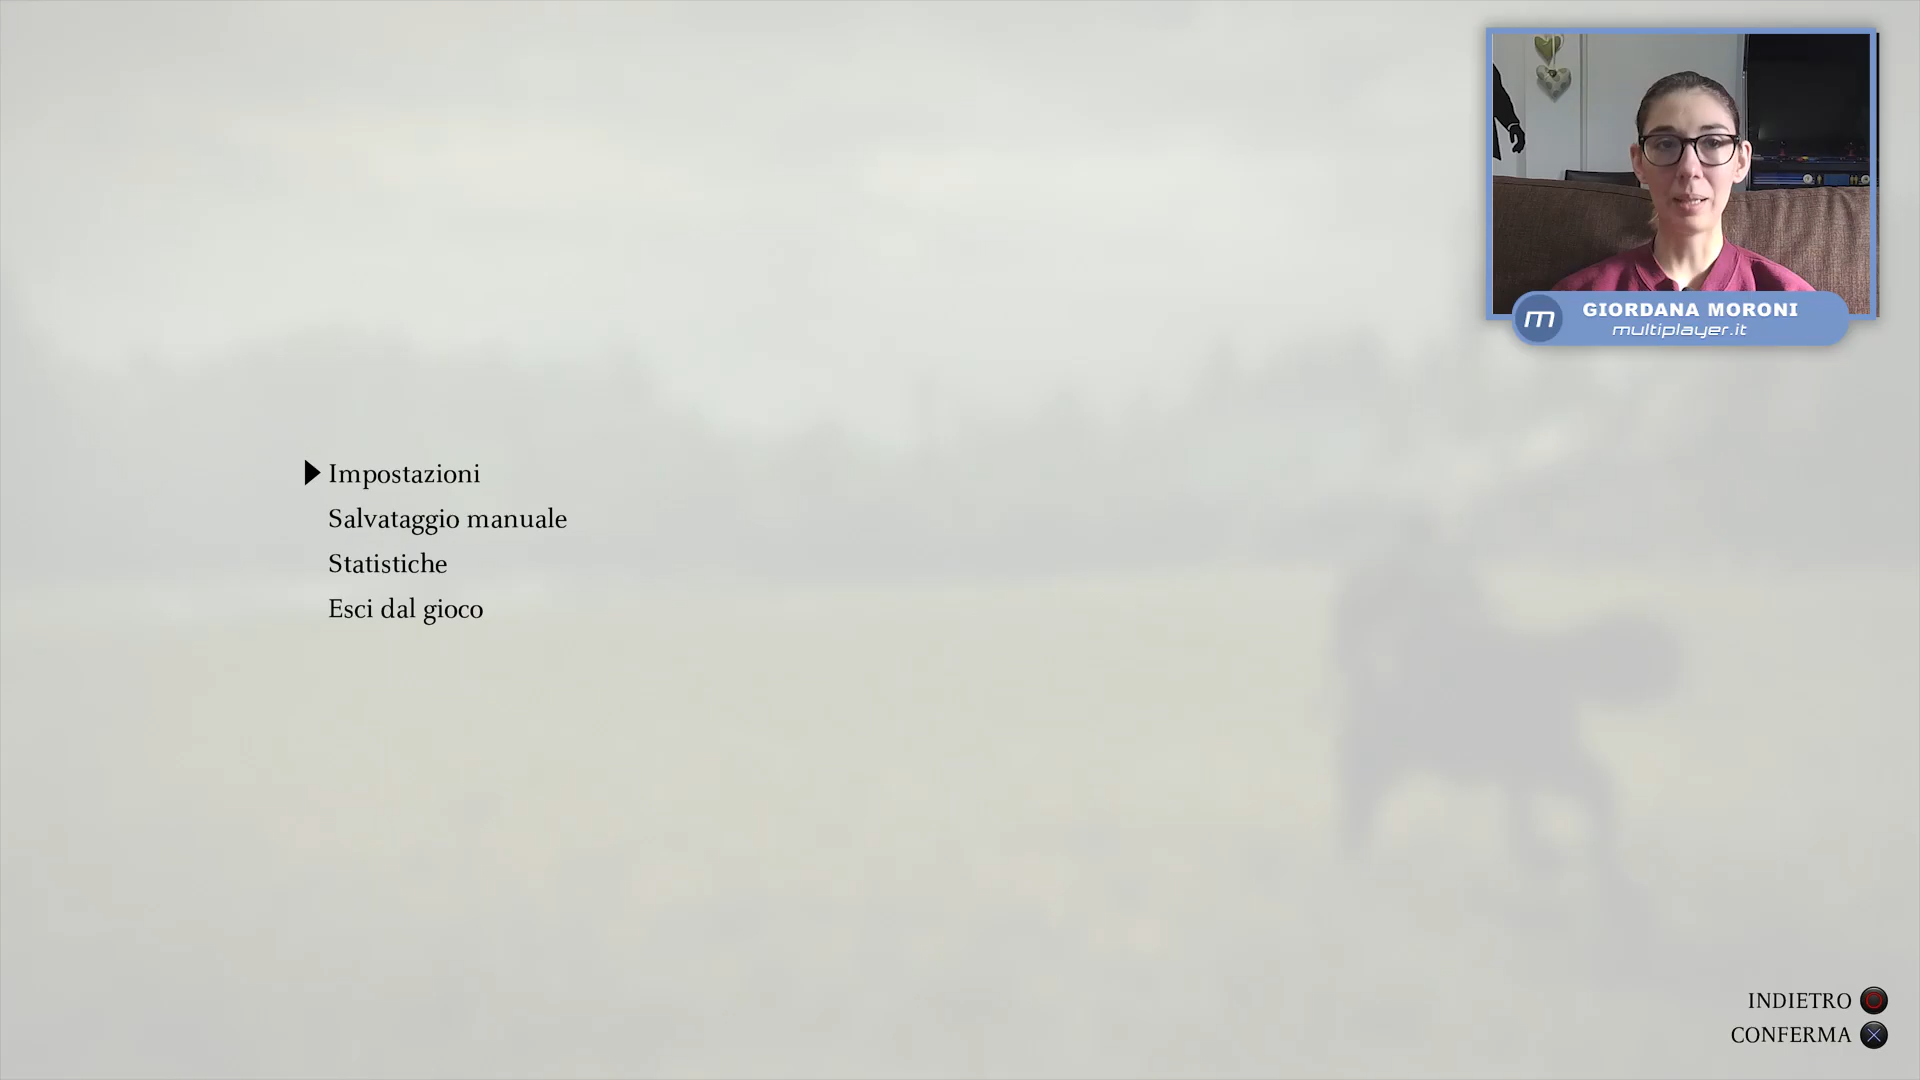 GIORDANA MORONI
multiplayer.it
Impostazioni
Salvataggio manuale
Statistiche
Esci dal gioco
INDIETRO
CONFERMA